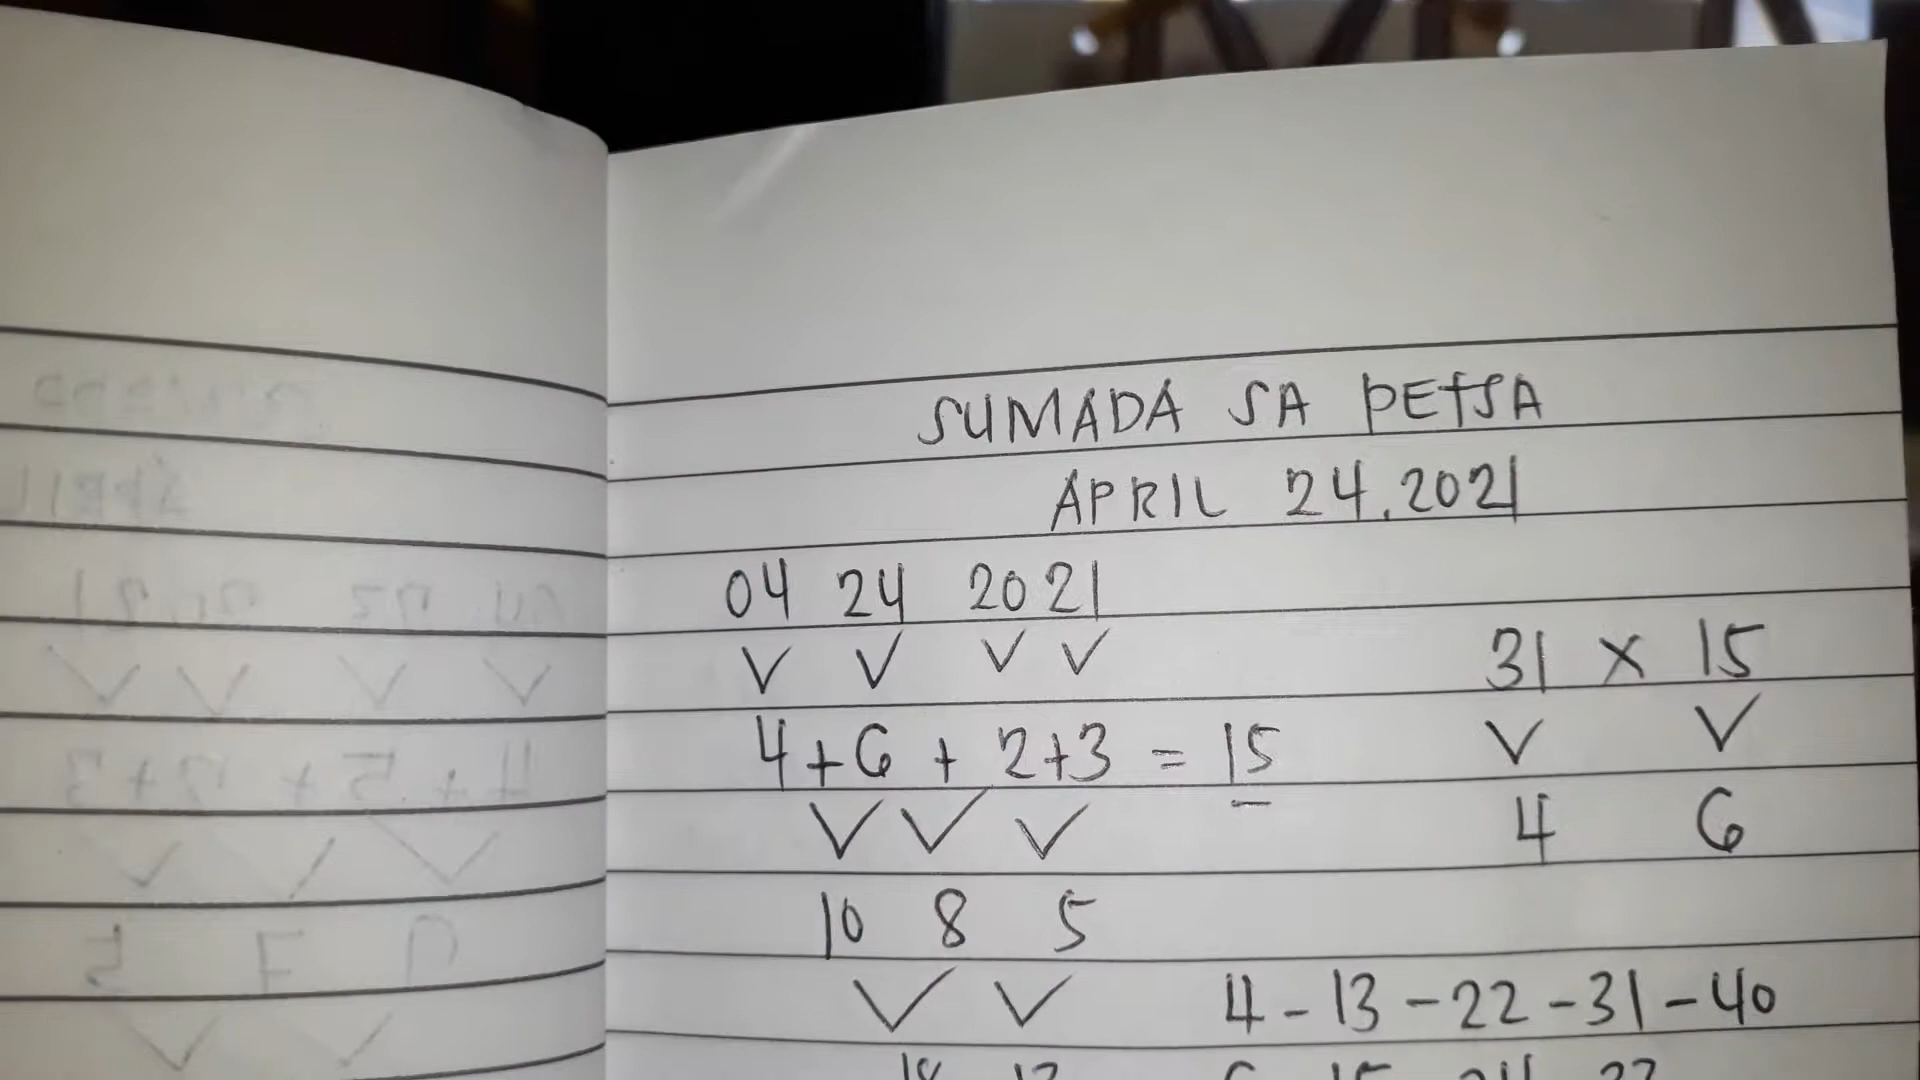 SUMADA SA PETSA
APRIL 24.2021
04 24 2021
31 x 15
4+6 + 2+3 = 15
4 6
10 8 5
4-13-22-31-40